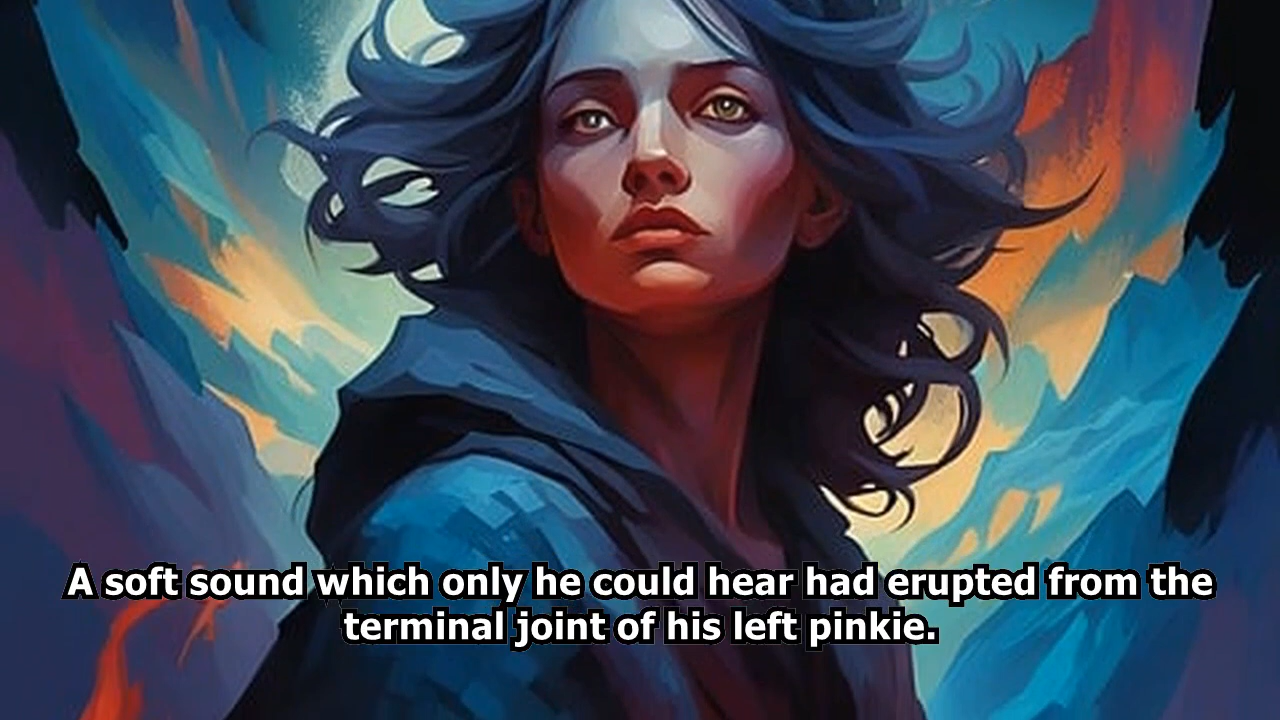 A soft sound which only he could hear had erupted from the
terminal joint of his left pinkie.